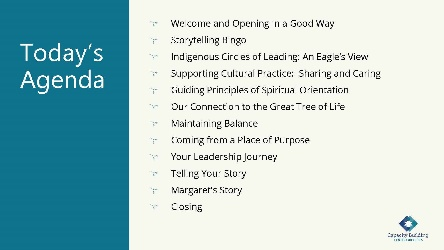 Today's
Agenda
Welcome and Opening in a Good Way
Storytelling Bingo
Indigenous Circles of Leading: An Eagle's View
Supporting Cultural Practice: Sharing and Caring
Guiding Principles of Spiritual Orientation
Our Connection to the Great Tree of Life
Maintaining Balance
Coming from a Place of Purpose
Your Leadership Journey
Telling Your Story
Margaret's Story
Closing
Capacity Building